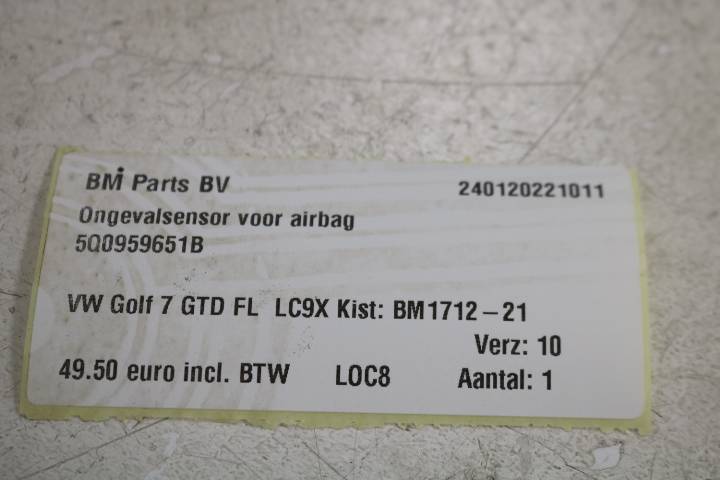 BM Parts BV 240120221011
Ongevalsensor voor airbag
5Q0959651B
VW Golf 7 GTD FL LC9X Kist: BM1712-21
Verz: 10
49.50 euro incl. BTW LOC8 Aantal: 1